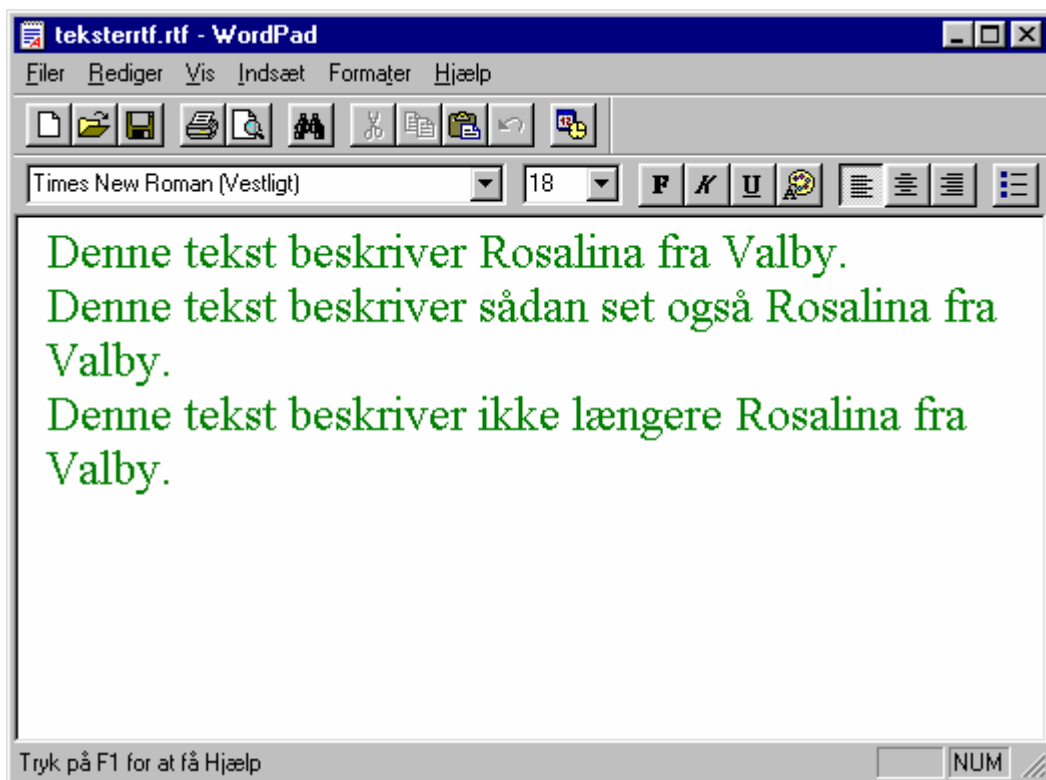 teksterrtf.rtf - WordPad
Filer Rediger Vis Indsæt Formater Hjælp
Times New Roman (Vestligt) 18 F K U
Denne tekst beskriver Rosalina fra Valby.
Denne tekst beskriver sådan set også Rosalina fra
Valby.
Denne tekst beskriver ikke længere Rosalina fra
Valby.
Tryk på F1 for at få Hjælp NUM